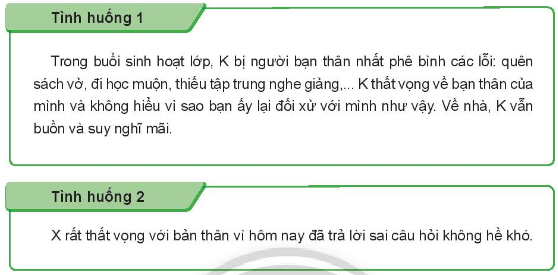 Tình huống 1
Trong buổi sinh hoạt lớp, K bị người bạn thân nhất phê bình các lỗi: quên
sách vở, đi học muộn, thiếu tập trung nghe giảng,... K thất vọng về bạn thân của
mình và không hiểu vì sao bạn ấy lại đối xử với mình như vậy. Về nhà, K vẫn
buồn và suy nghĩ mãi.
Tình huống 2
X rất thất vọng với bản thân vì hôm nay đã trả lời sai câu hỏi không hề khó.